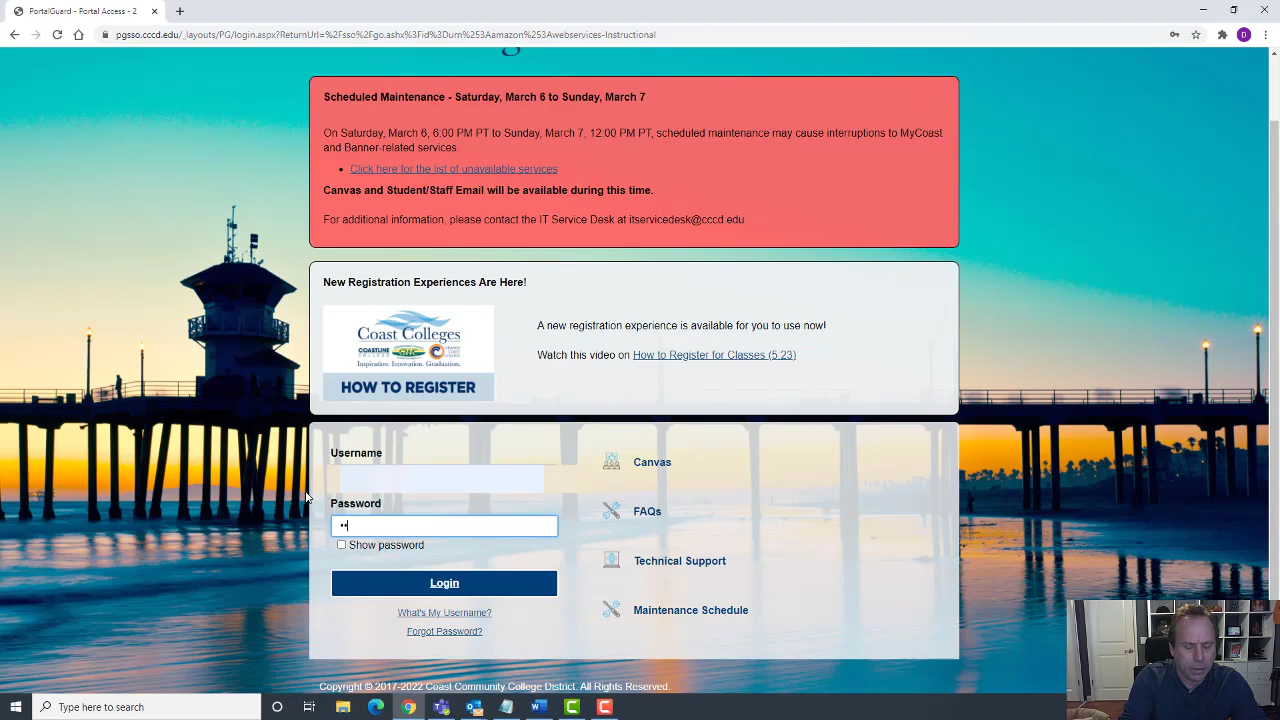 PortalGuard - Portal Access - 2
pgsso.cccd.edu/_layouts/PG/login.aspx?ReturnUrl=%2Fsso%2Fgo.ashx%3Fid%3Durn%253Aamazon%253Awebservices-Instructional
D
Scheduled Maintenance - Saturday, March 6 to Sunday, March 7
On Saturday, March 6, 6:00 PM PT to Sunday, March 7, 12:00 PM PT, scheduled maintenance may cause interruptions to MyCoast
and Banner-related services.
• Click here for the list of unavailable services
Canvas and Student/Staff Email will be available during this time.
For additional information, please contact the IT Service Desk at itservicedesk@cccd.edu
New Registration Experiences Are Here!
Coast Colleges
COASTLINE COLLEGE
Inspiration. Innovation. Graduation.
HOW TO REGISTER
A new registration experience is available for you to use now!
Watch this video on How to Register for Classes (5:23)
Username
Password
Show password
Login
What's My Username?
Forgot Password?
Canvas
FAQs
Technical Support
Maintenance Schedule
Copyright © 2017-2022 Coast Community College District. All Rights Reserved.
Type here to search